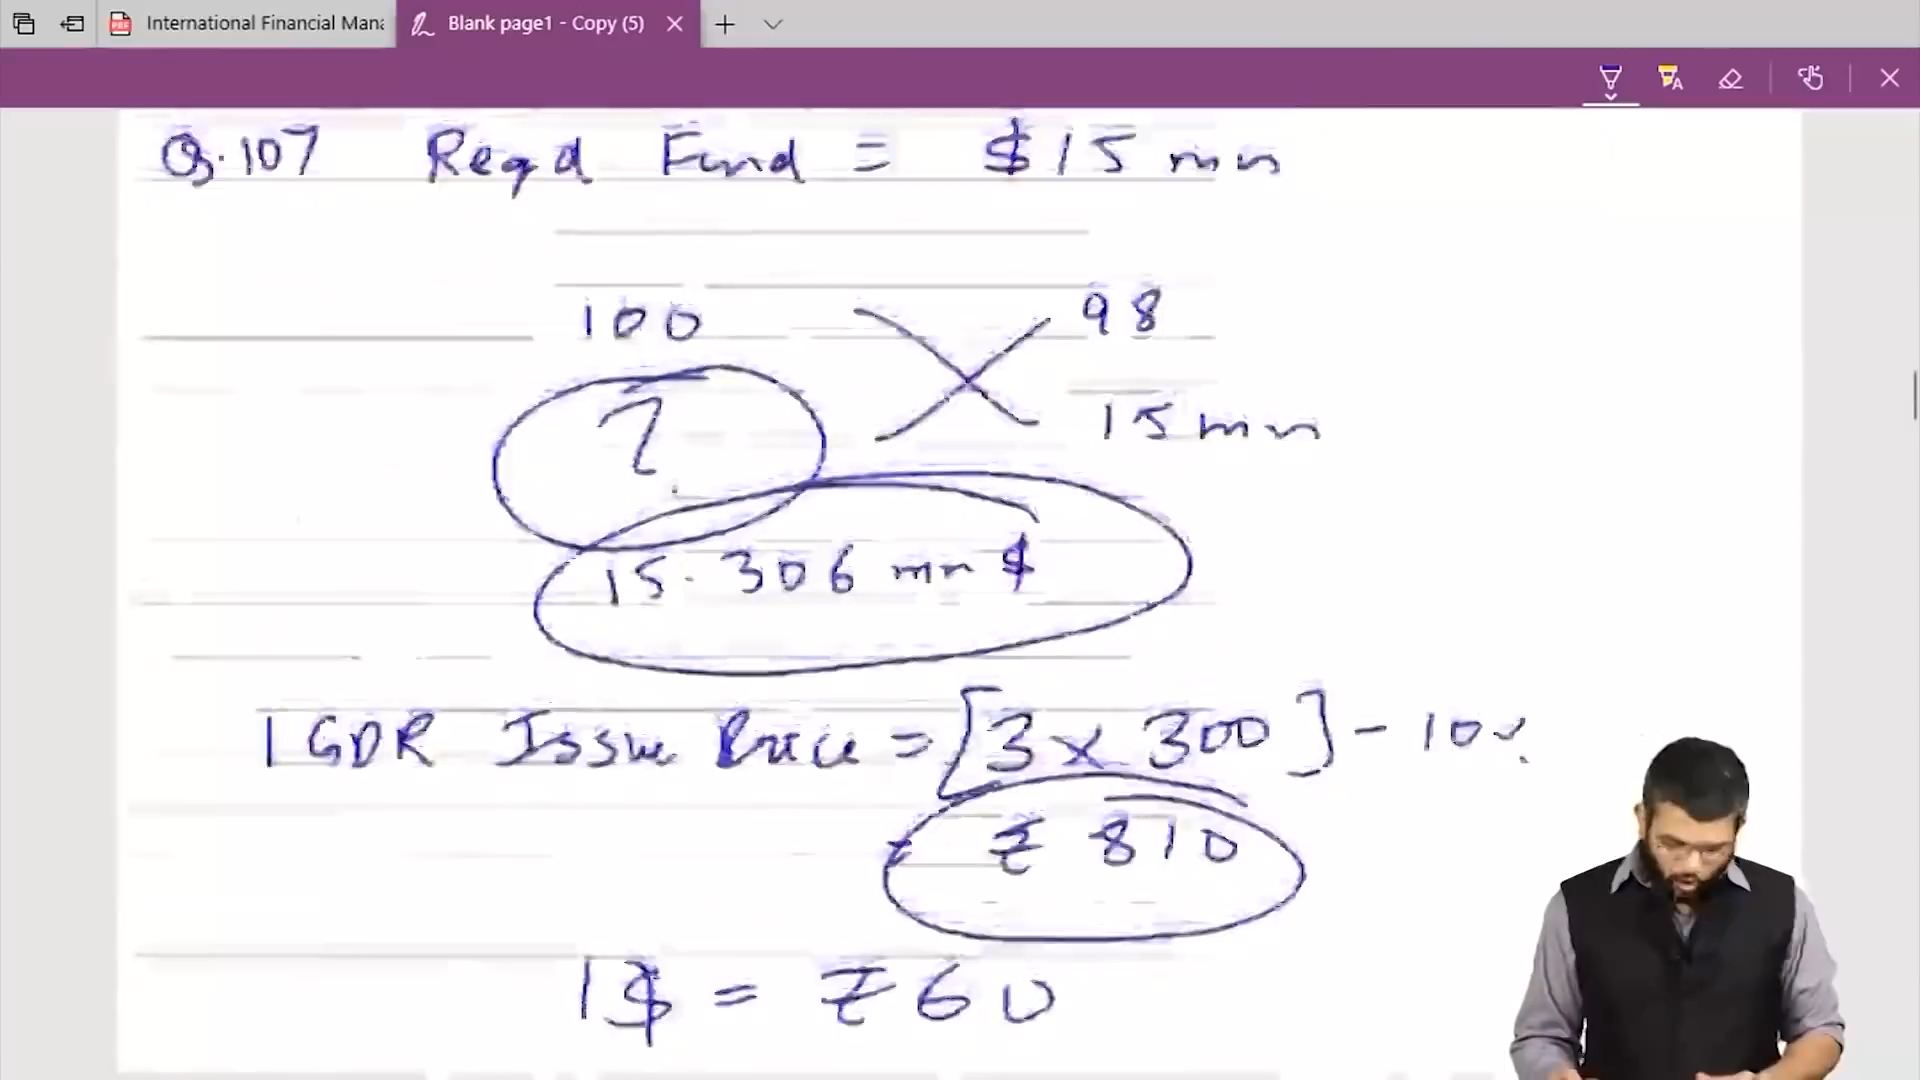 International Financial Mana
Blank page1 - Copy (5)
Q.107 Reqd Fund = $15 mn
100 98
? 15 mn
15.306 mn $
1 GDR Issue Price = [3 x 300] - 10%
= ₹ 810
1$ = ₹60